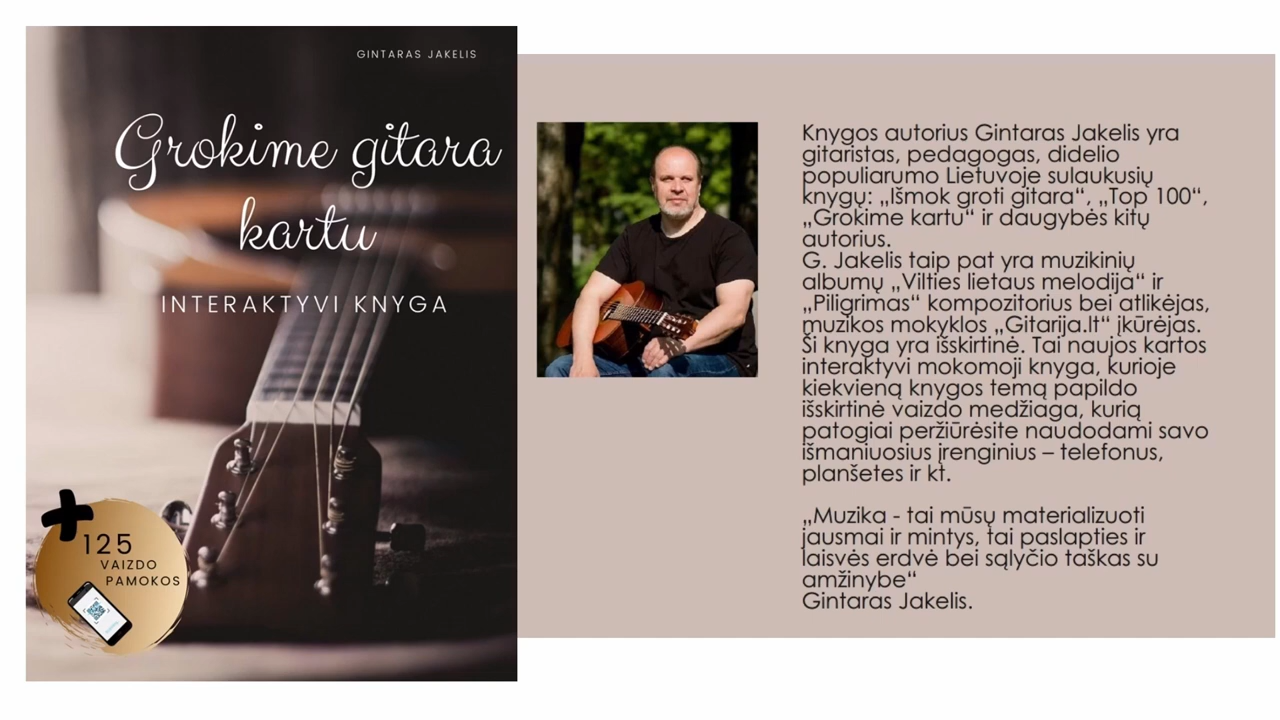 GINTARAS JAKELIS
Grokime gitara
kartu
INTERAKTYVI KNYGA
125
VAIZDO
PAMOKOS
Knygos autorius Gintaras Jakelis yra
gitaristas, pedagogas, didelio
populiarumo Lietuvoje sulaukusių
knygų: „Išmok groti gitara“, „Top 100“,
„Grokime kartu“ ir daugybės kitų
autorius.
G. Jakelis taip pat yra muzikinių
albumų „Vilties lietaus melodija“ ir
„Piligrimas“ kompozitorius bei atlikėjas,
muzikos mokyklos „Gitarija.lt“ įkūrėjas.
Ši knyga yra išskirtinė. Tai naujos kartos
interaktyvi mokomoji knyga, kurioje
kiekvieną knygos temą papildo
išskirtinė vaizdo medžiaga, kurią
patogiai peržiūrėsite naudodami savo
išmaniuosius įrenginius – telefonus,
planšetes ir kt.
„Muzika - tai mūsų materializuoti
jausmai ir mintys, tai paslapties ir
laisvės erdvė bei sąlyčio taškas su
amžinybe“
Gintaras Jakelis.